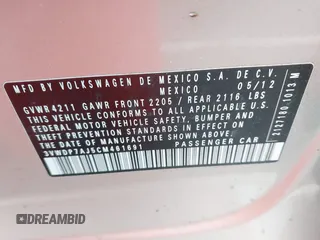 MFD BY VOLKSWAGEN DE MEXICO S.A. DE C.V.
MEXICO 05/12
GVWR 4211 GAWR FRONT 2205 / REAR 2116 LBS
THIS VEHICLE CONFORMS TO ALL APPLICABLE
FEDERAL MOTOR VEHICLE SAFETY, BUMPER, AND
THEFT PREVENTION STANDARDS IN EFFECT ON THE
DATE OF MANUFACTURE SHOWN ABOVE.
3VWDP7AJ5CM461691 PASSENGER CAR
DREAMBID